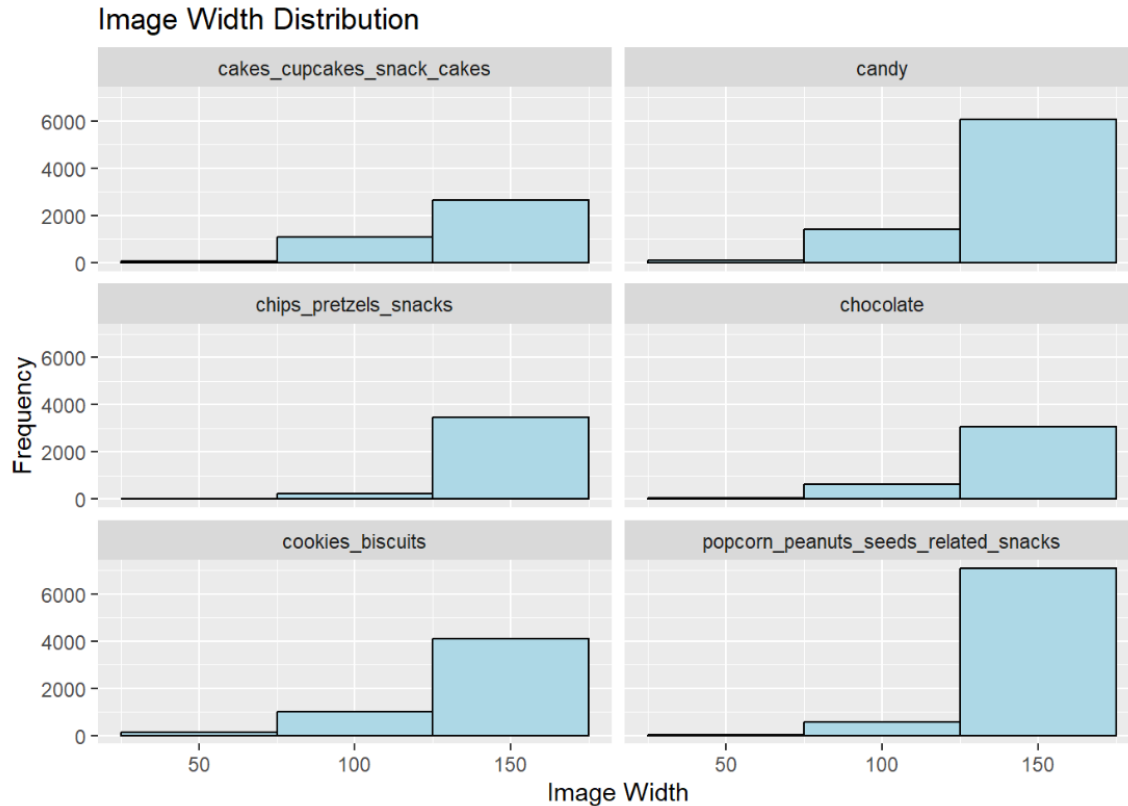 Image Width Distribution
cakes_cupcakes_snack_cakes
candy
6000
4000
2000
0
chips_pretzels_snacks
chocolate
6000
4000
2000
0
Frequency
cookies_biscuits
popcorn_peanuts_seeds_related_snacks
6000
4000
2000
0
50 100 150 50 100 150
Image Width